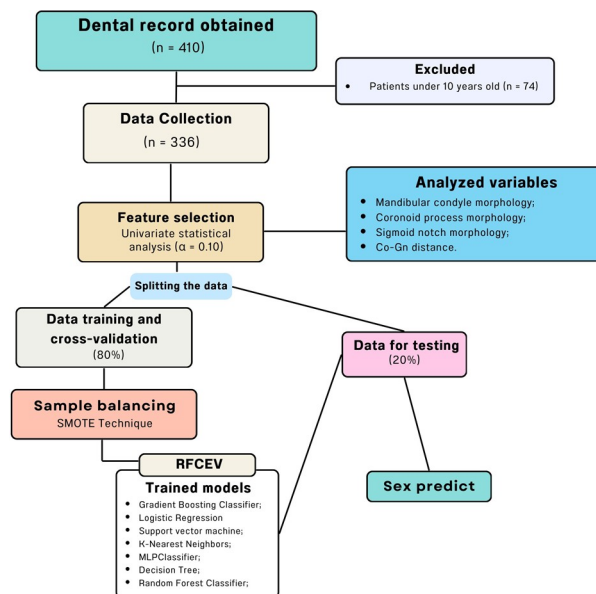 Dental record obtained
(n = 410)
Excluded
• Patients under 10 years old (n = 74)
Data Collection
(n = 336)
Analyzed variables
• Mandibular condyle morphology;
• Coronoid process morphology;
• Sigmoid notch morphology;
• Co-Gn distance.
Feature selection
Univariate statistical
analysis (α = 0.10)
Splitting the data
Data training and
cross-validation
(80%)
Data for testing
(20%)
Sample balancing
SMOTE Technique
RFCEV
Trained models
• Gradient Boosting Classifier;
• Logistic Regression
• Support vector machine;
• K-Nearest Neighbors;
• MLPClassifier;
• Decision Tree;
• Random Forest Classifier;
Sex predict